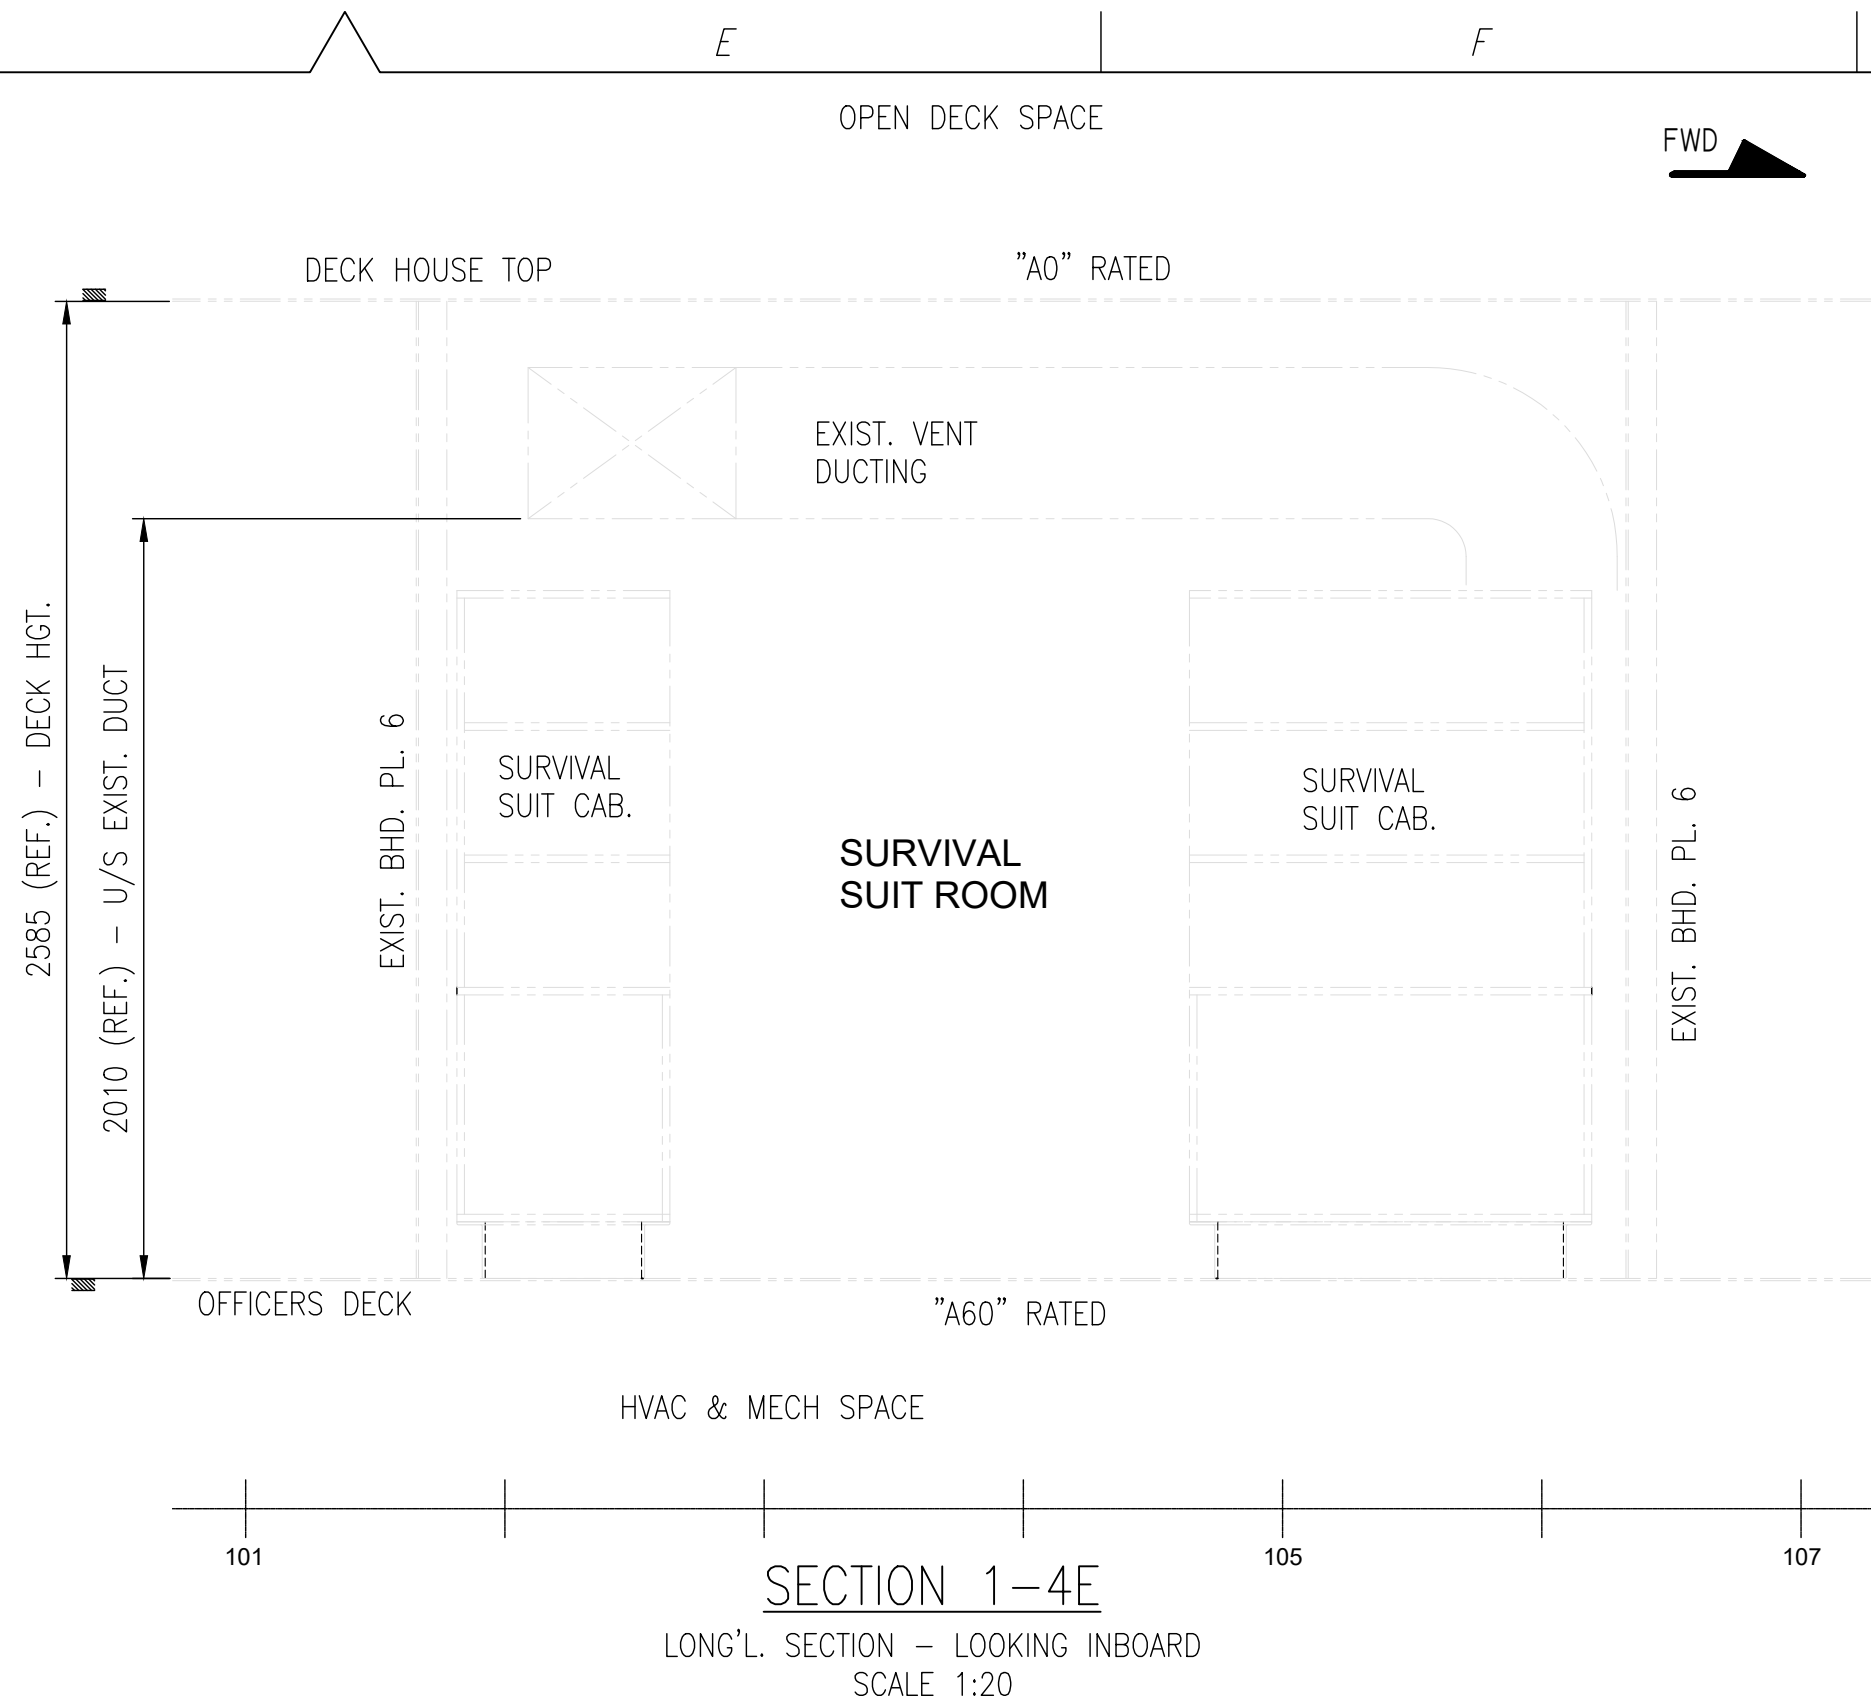 E
F
OPEN DECK SPACE
FWD
DECK HOUSE TOP
"A0" RATED
EXIST. VENT
DUCTING
2585 (REF.) – DECK HGT.
2010 (REF.) – U/S EXIST. DUCT
EXIST. BHD. PL. 6
SURVIVAL
SUIT CAB.
SURVIVAL
SUIT ROOM
SURVIVAL
SUIT CAB.
EXIST. BHD. PL. 6
OFFICERS DECK
"A60" RATED
HVAC & MECH SPACE
101
105
107
SECTION 1–4E
LONG'L. SECTION – LOOKING INBOARD
SCALE 1:20